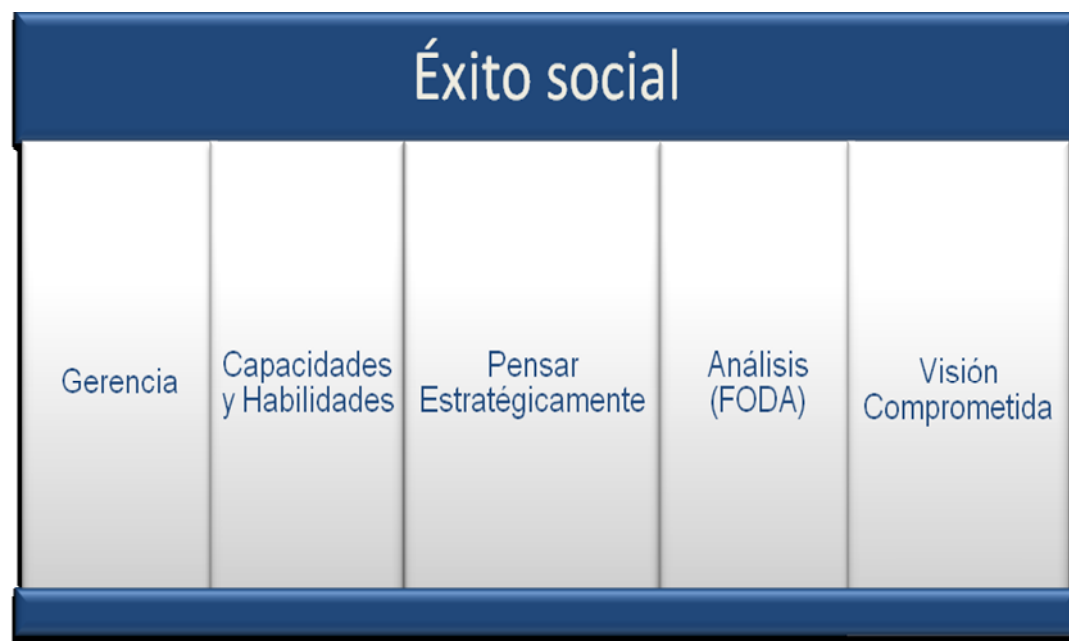 Éxito social
Gerencia
Capacidades
y Habilidades
Pensar
Estratégicamente
Análisis
(FODA)
Visión
Comprometida